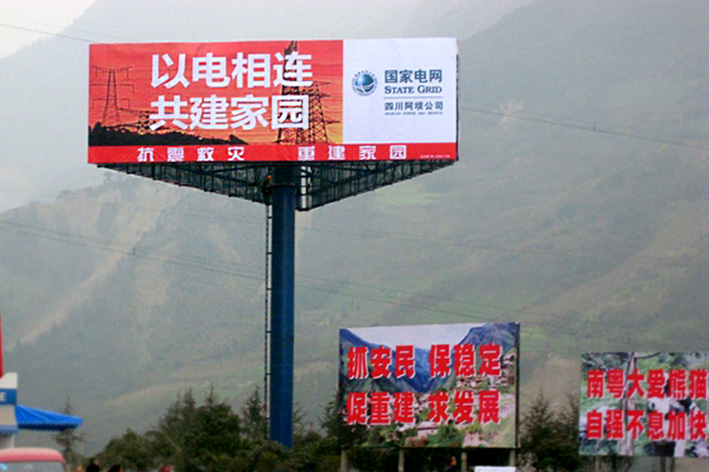 以电相连
共建家园
国家电网
STATE GRID
四川阿坝公司
抗震救灾 重建家园
抓安民 保稳定
促重建 求发展
南粤大爱熊猫
自强不息加快